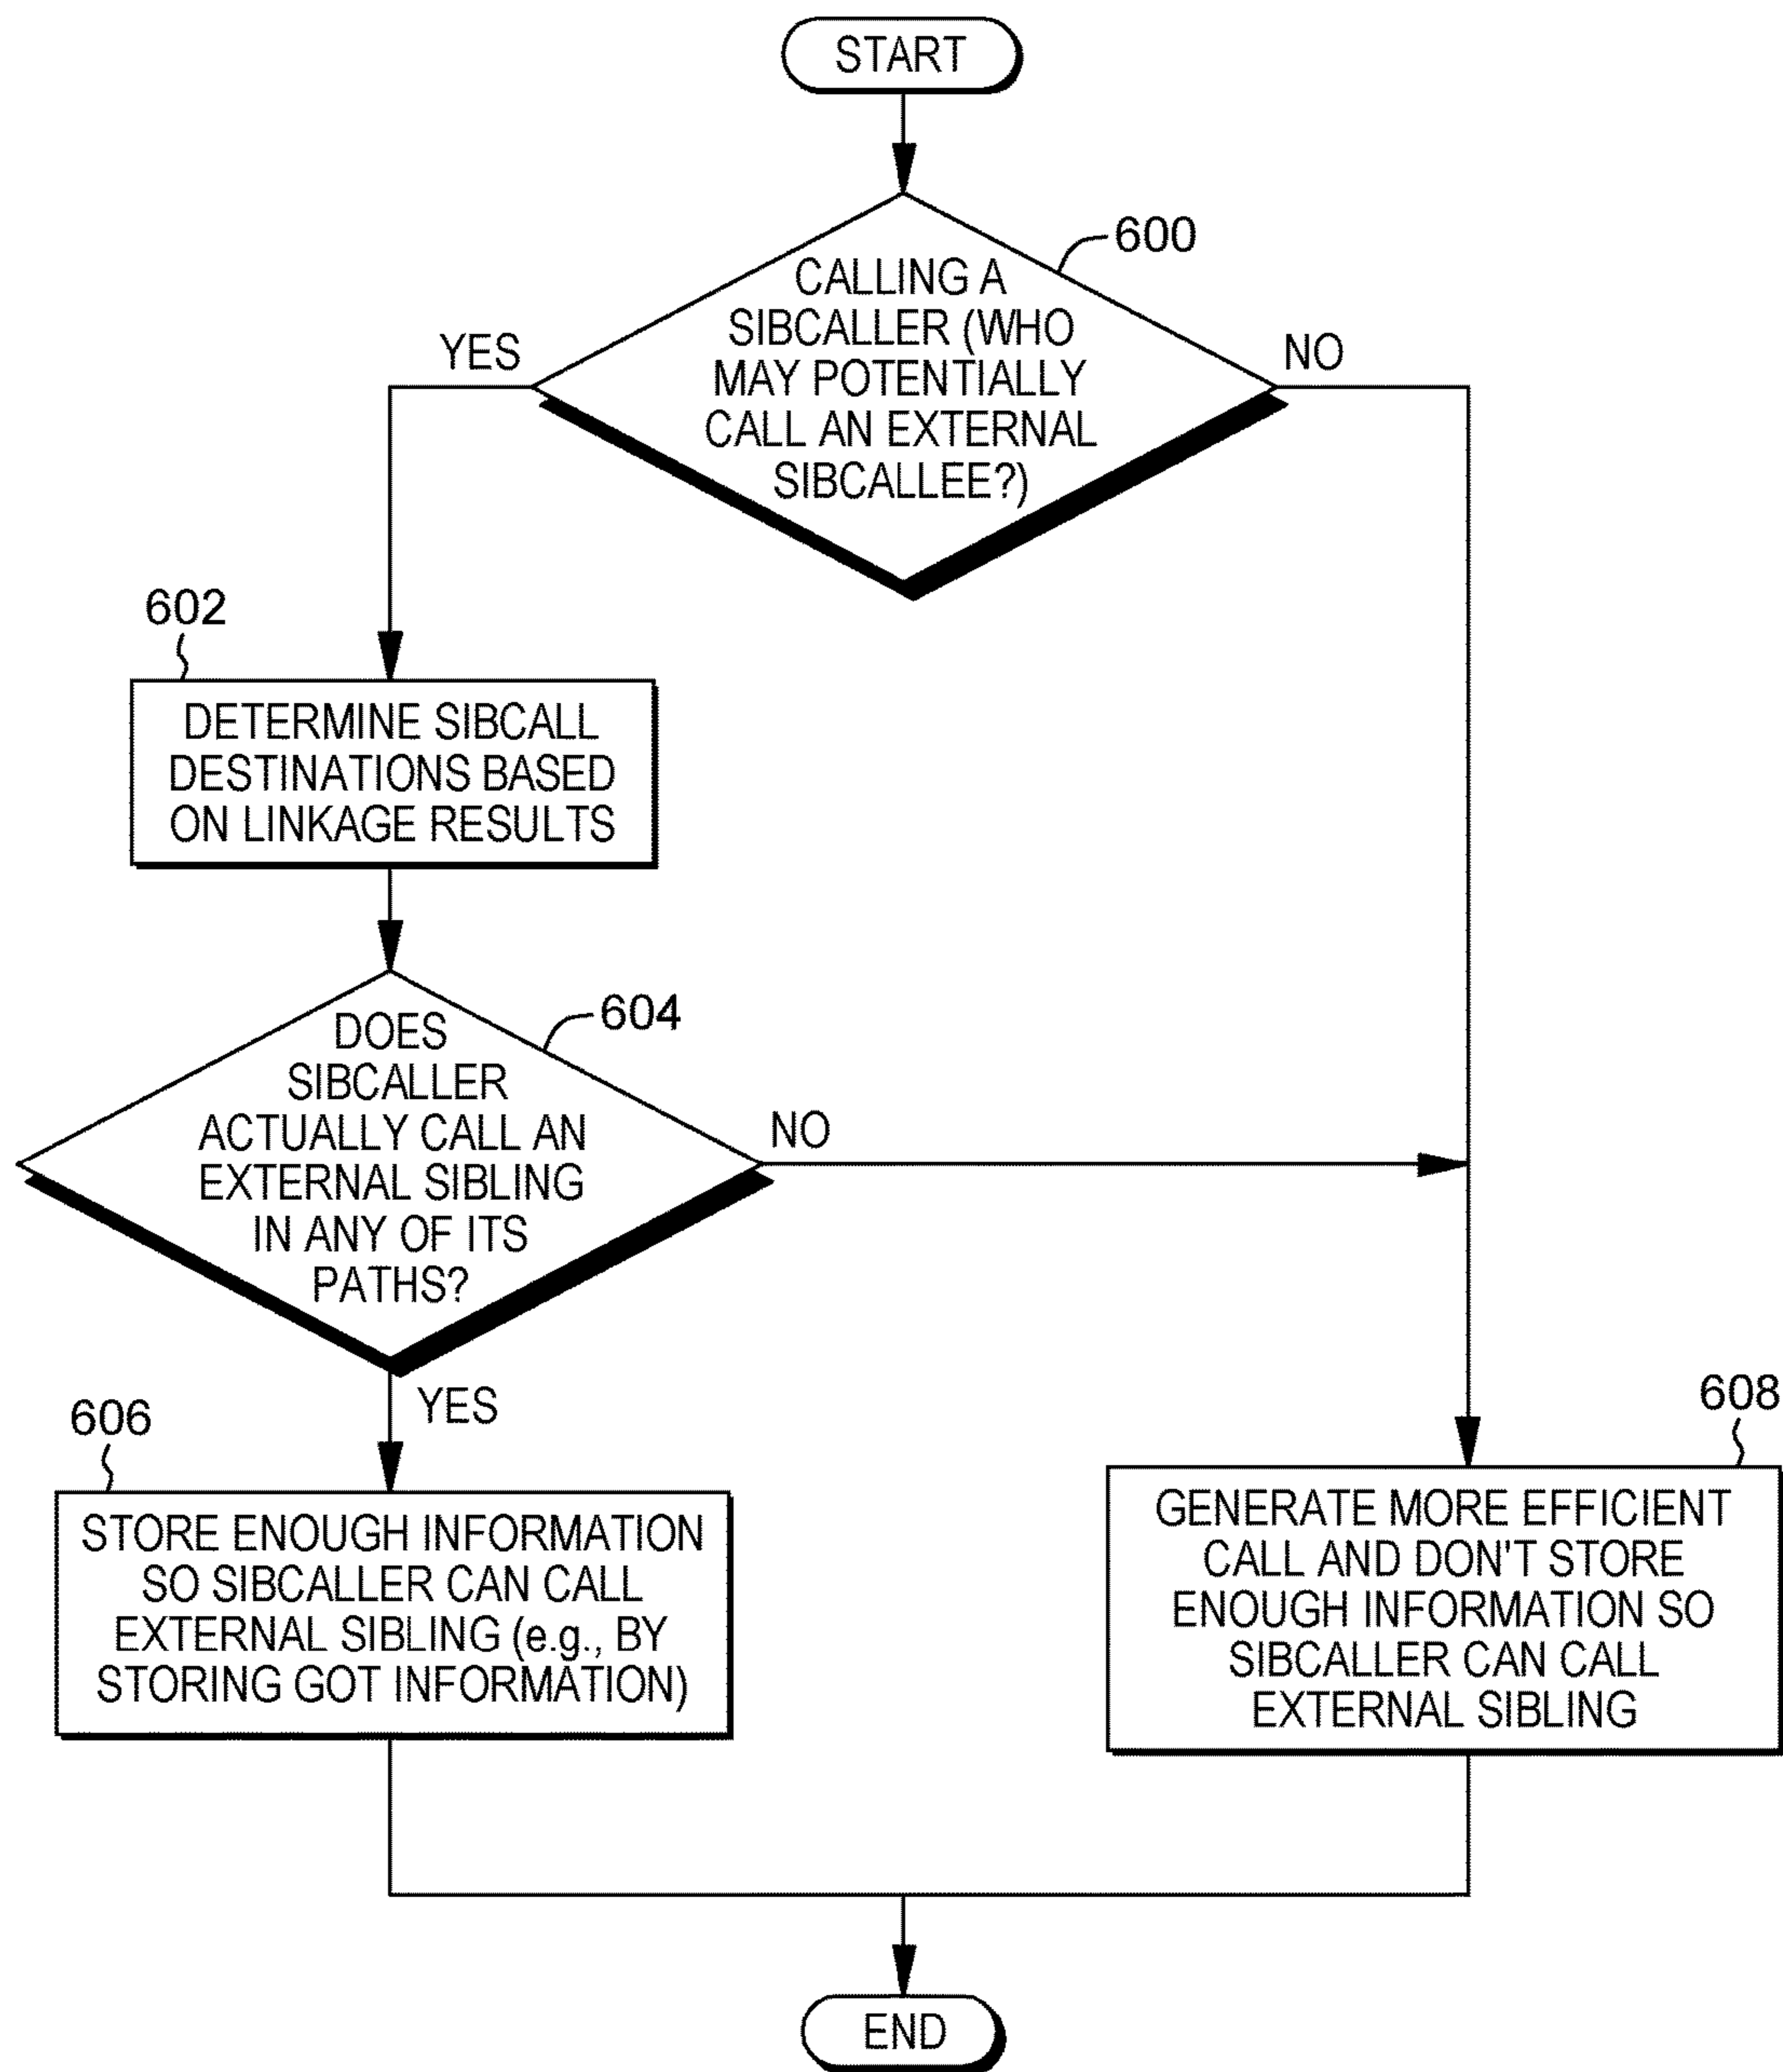 START
600
CALLING A
SIBCALLER (WHO
MAY POTENTIALLY
CALL AN EXTERNAL
SIBCALLEE?)
YES
NO
602
DETERMINE SIBCALL
DESTINATIONS BASED
ON LINKAGE RESULTS
604
DOES
SIBCALLER
ACTUALLY CALL AN
EXTERNAL SIBLING
IN ANY OF ITS
PATHS?
NO
YES
606
STORE ENOUGH INFORMATION
SO SIBCALLER CAN CALL
EXTERNAL SIBLING (e.g., BY
STORING GOT INFORMATION)
608
GENERATE MORE EFFICIENT
CALL AND DON'T STORE
ENOUGH INFORMATION SO
SIBCALLER CAN CALL
EXTERNAL SIBLING
END